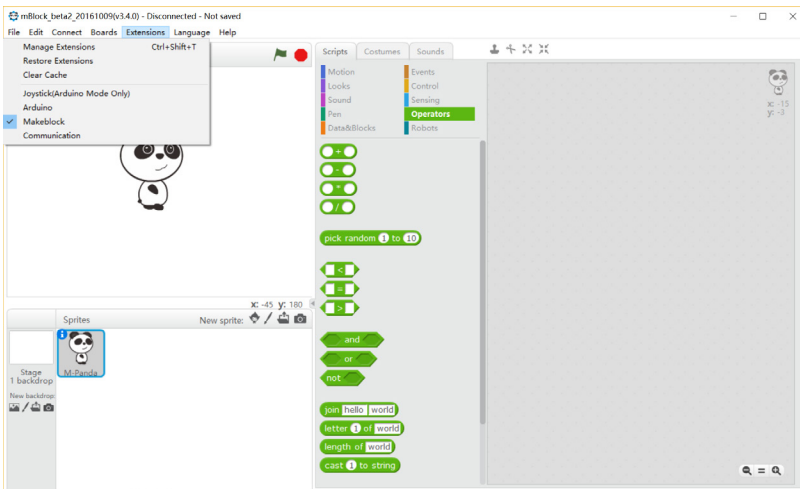 mBlock_beta2_20161009(v3.4.0) - Disconnected - Not saved
File Edit Connect Boards Extensions Language Help
Manage Extensions Ctrl+Shift+T
Restore Extensions
Clear Cache
Joystick(Arduino Mode Only)
Arduino
Makeblock
Communication
x: -45 y: 180
Sprites New sprite:
Stage
1 backdrop
New backdrop:
M-Panda
Scripts Costumes Sounds
Motion Events
Looks Control
Sound Sensing
Pen Operators
Data&Blocks Robots
+
-
*
/
pick random 1 to 10
<
=
>
and
or
not
join hello world
letter 1 of world
length of world
cast 1 to string
x: -15
y: -3